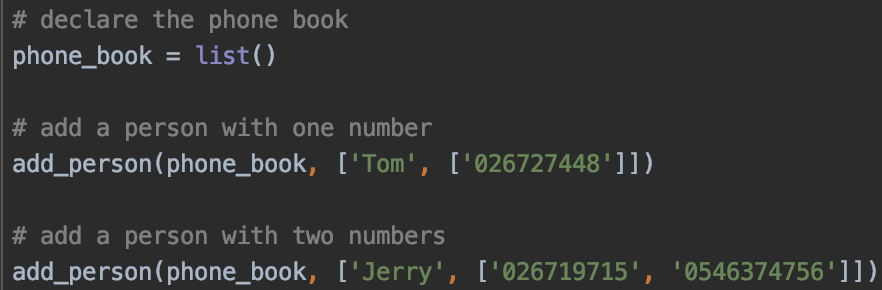 # declare the phone book
phone_book = list()
# add a person with one number
add_person(phone_book, ['Tom', ['026727448']])
# add a person with two numbers
add_person(phone_book, ['Jerry', ['026719715', '0546374756']])